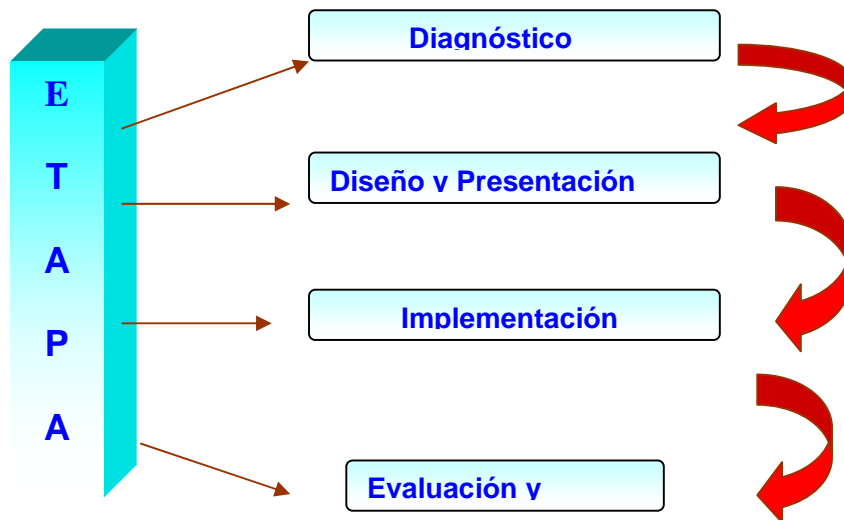 E
T
A
P
A
Diagnóstico
Diseño y Presentación
Implementación
Evaluación y